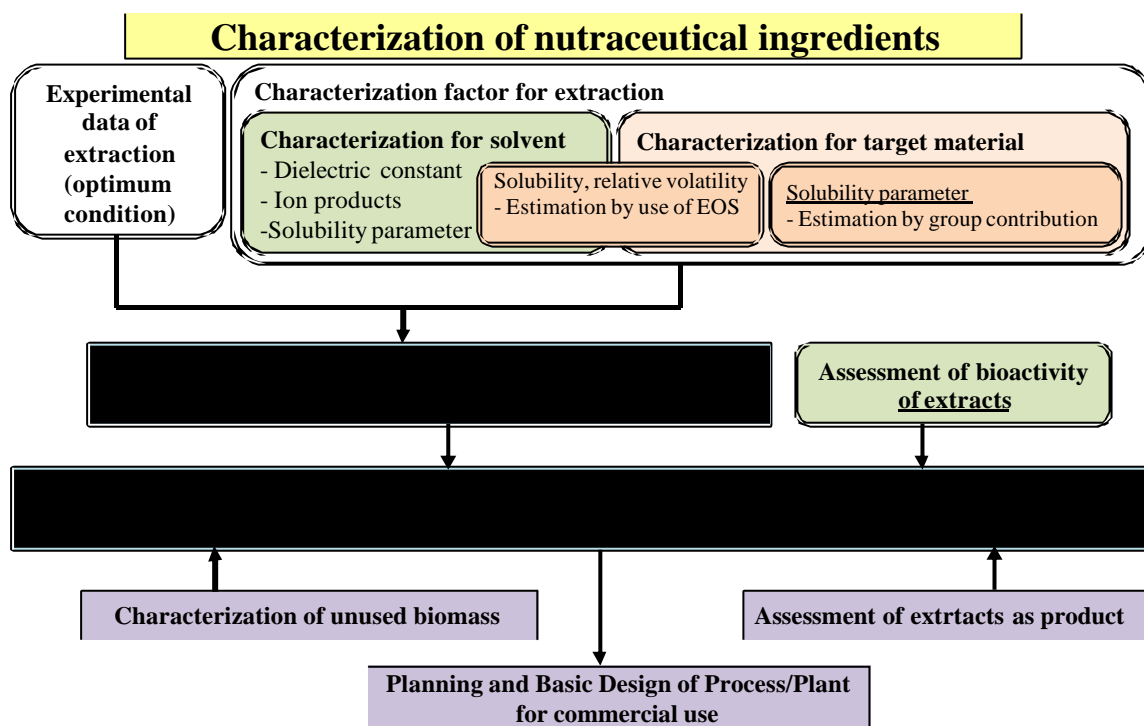 Characterization of nutraceutical ingredients
Experimental
data of
extraction
(optimum
condition)
Characterization factor for extraction
Characterization for solvent
- Dielectric constant
- Ion products
-Solubility parameter
Characterization for target material
Solubility, relative volatility
- Estimation by use of EOS
Solubility parameter
- Estimation by group contribution
Assessment of bioactivity
of extracts
Characterization of unused biomass
Assessment of extrtacts as product
Planning and Basic Design of Process/Plant
for commercial use